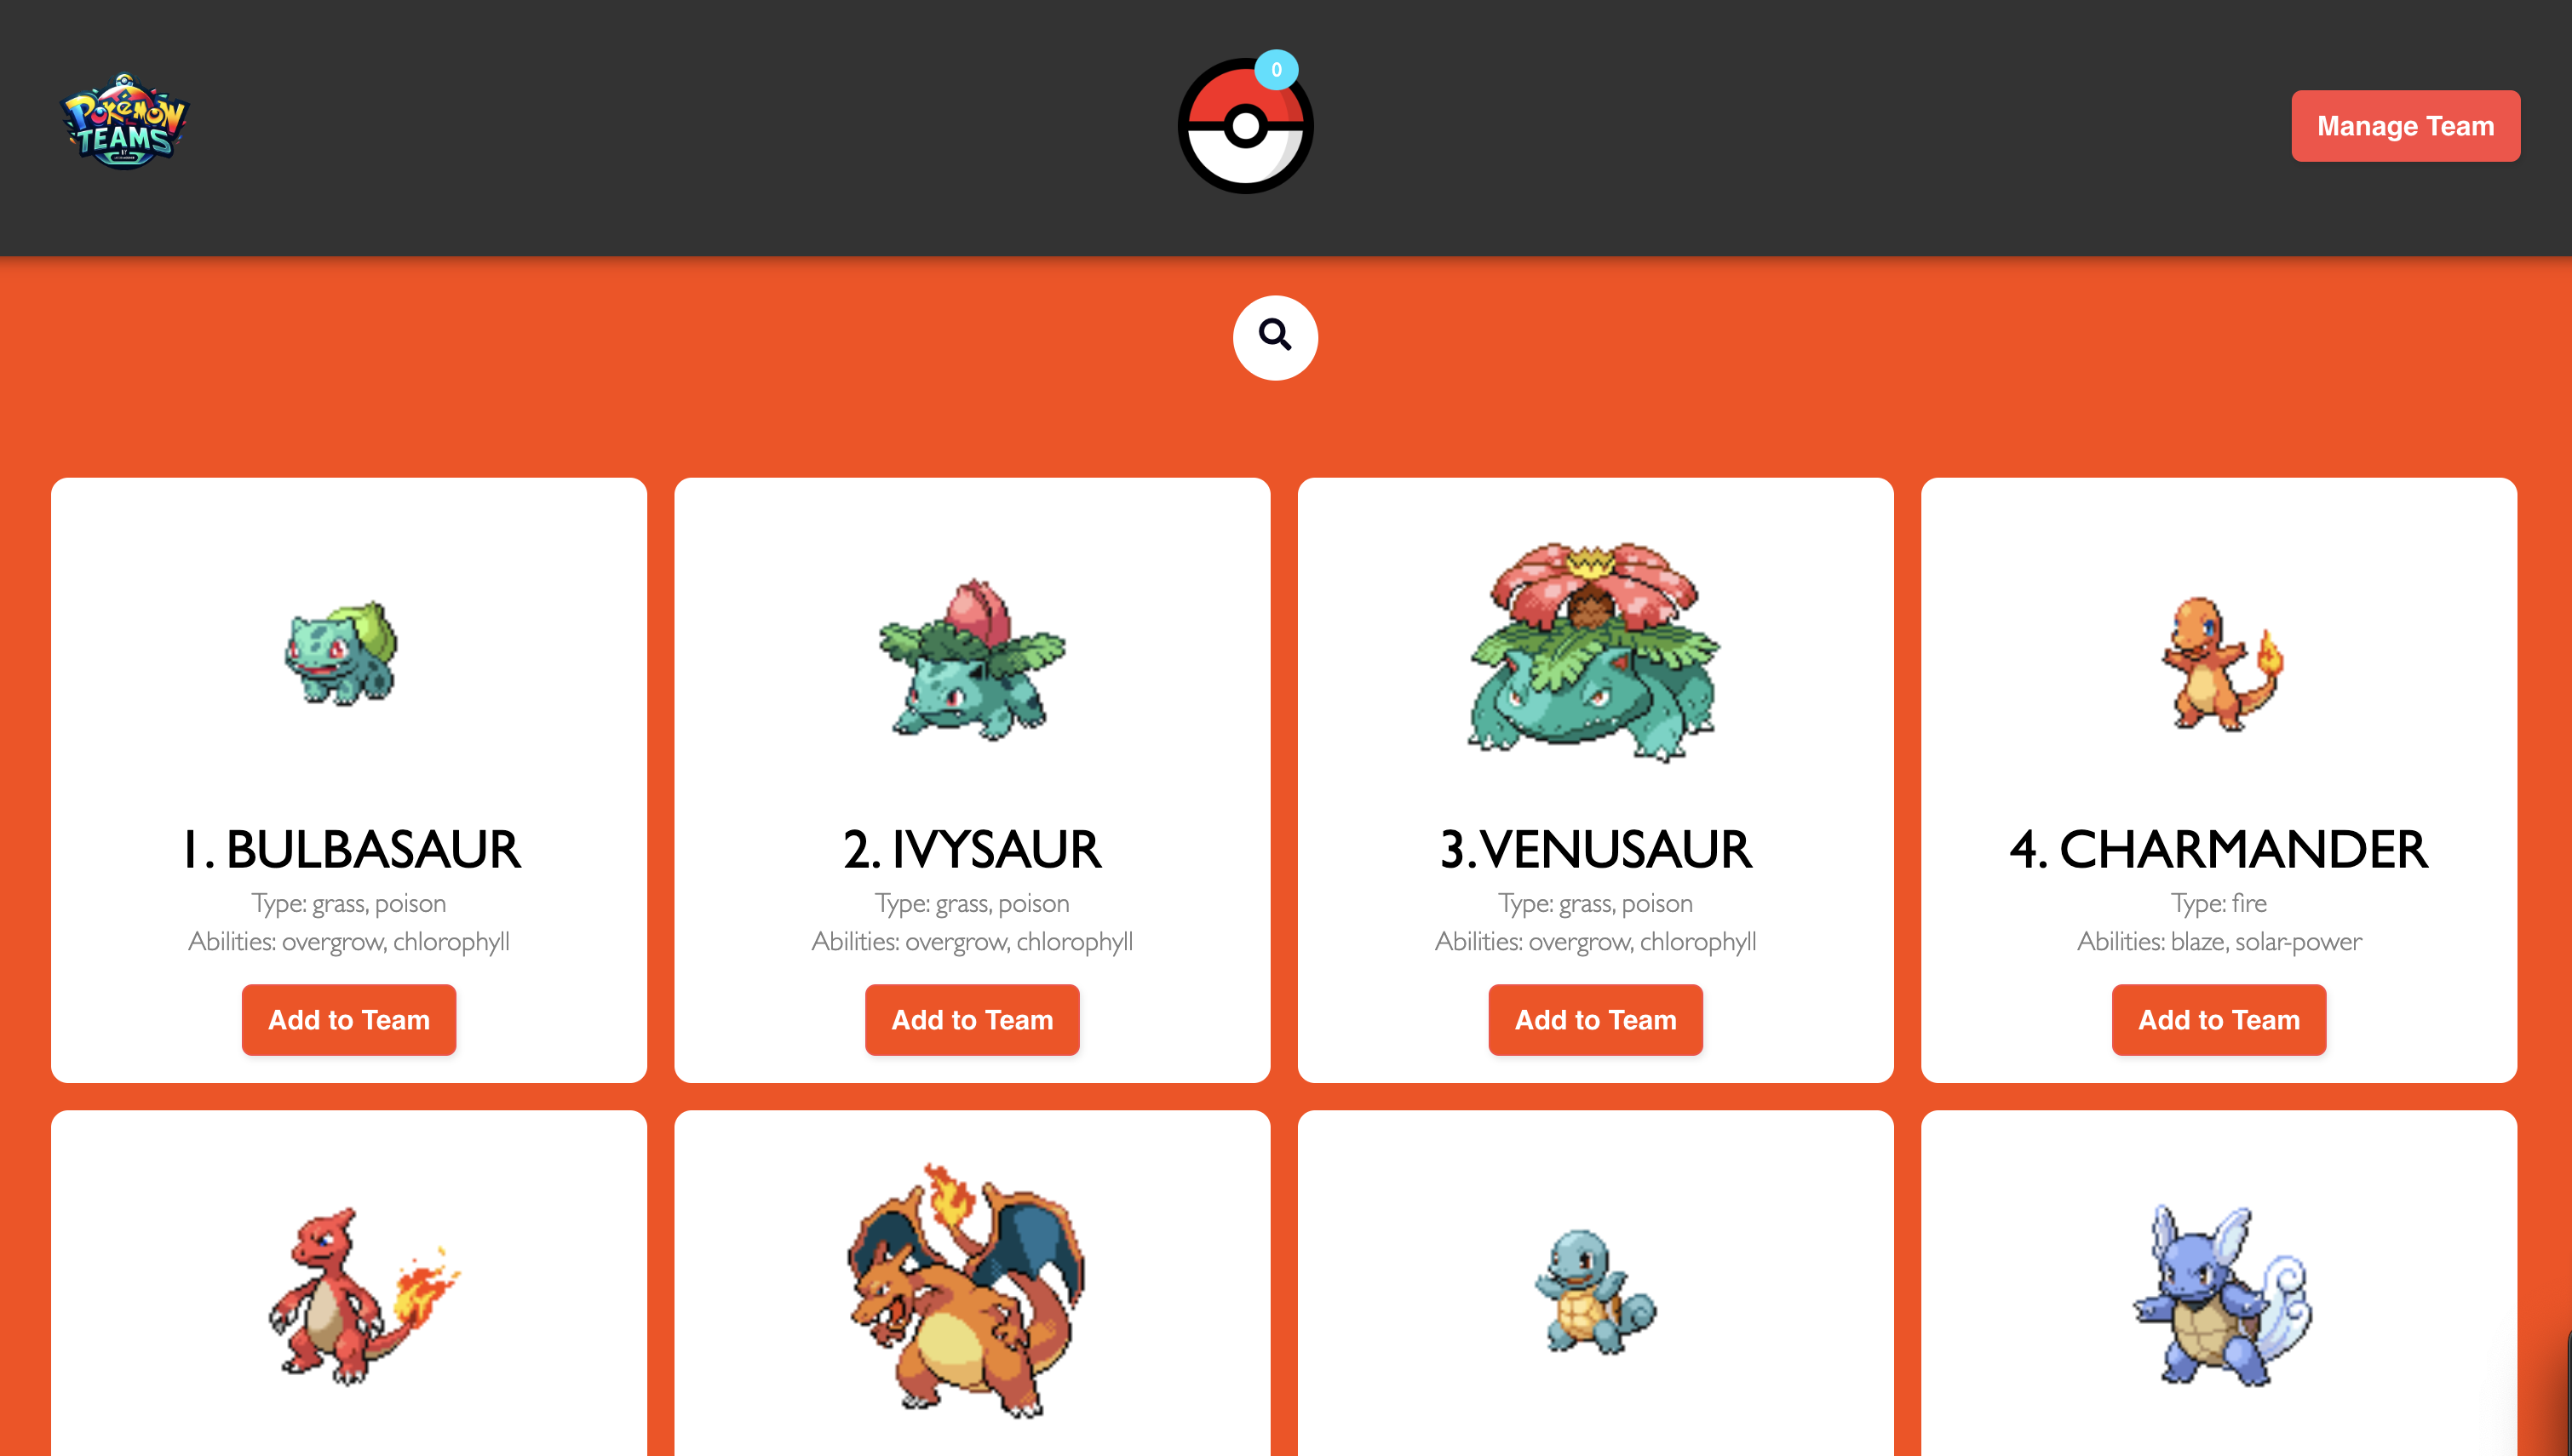 Pokémon
TEAMS
BY
0
Manage Team
1. BULBASAUR
Type: grass, poison
Abilities: overgrow, chlorophyll
Add to Team
2. IVYSAUR
Type: grass, poison
Abilities: overgrow, chlorophyll
Add to Team
3. VENUSAUR
Type: grass, poison
Abilities: overgrow, chlorophyll
Add to Team
4. CHARMANDER
Type: fire
Abilities: blaze, solar-power
Add to Team